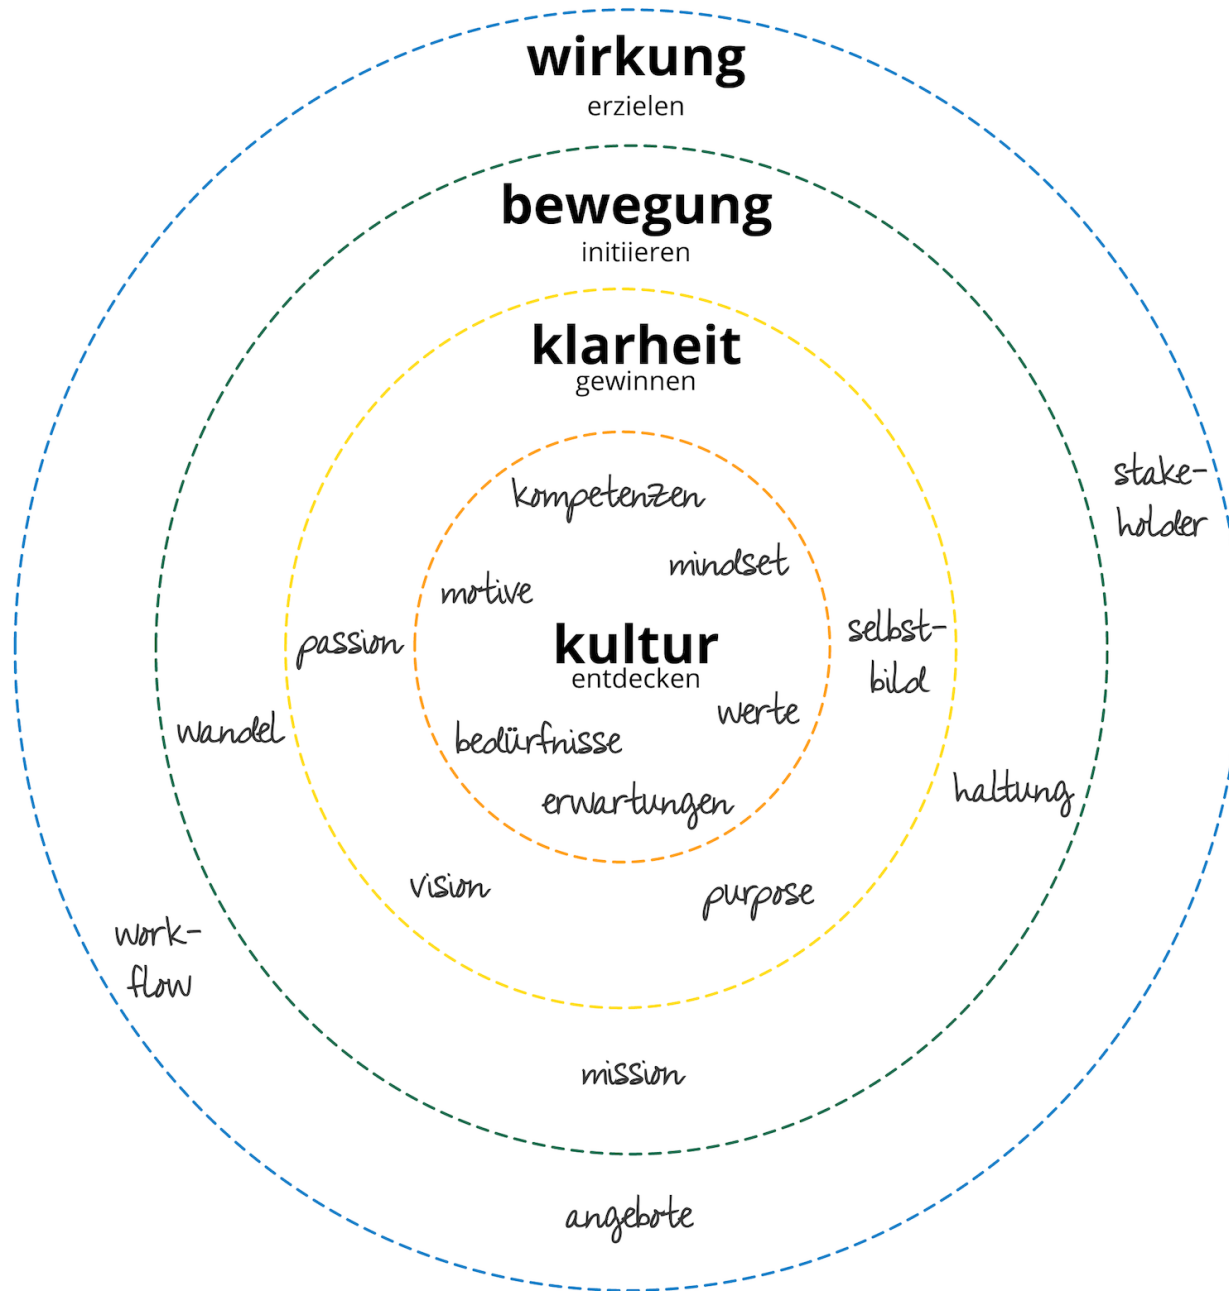 wirkung
erzielen
bewegung
initiieren
klarheit
gewinnen
stake-
holder
kompetenzen
mindset
motive
kultur
entdecken
passion
selbst-
bild
werte
wandel
bedürfnisse
haltung
erwartungen
vision
purpose
work-
flow
mission
angebote